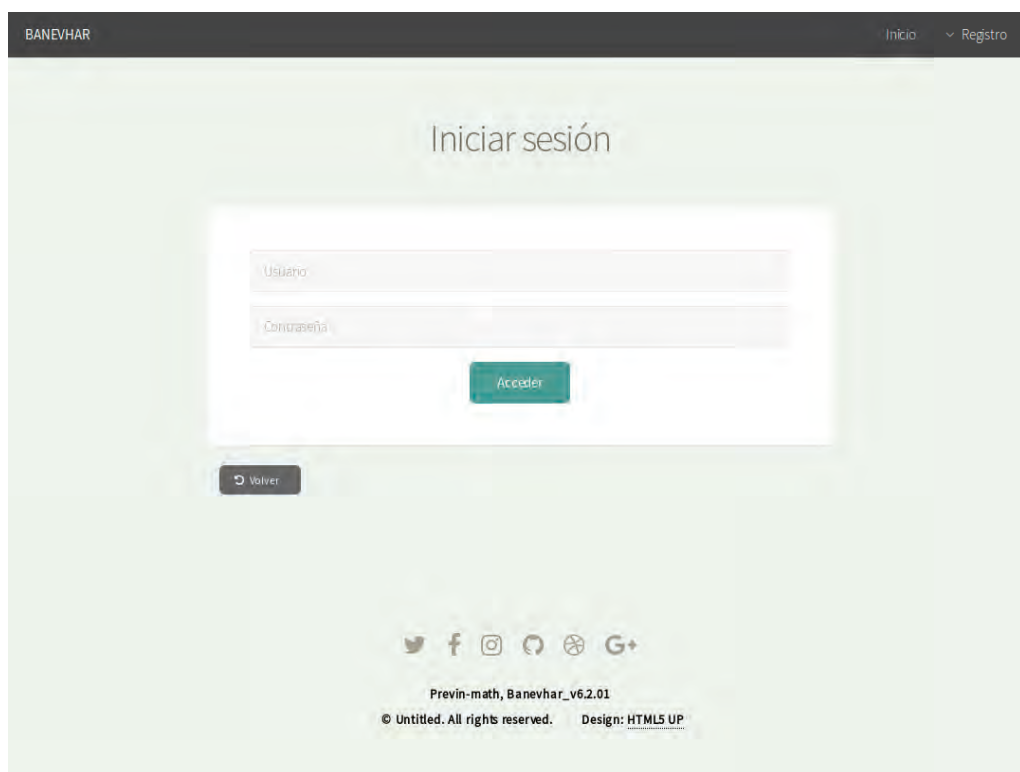 BANEVHAR Inicio Registro
Iniciar sesión
Usuario
Contraseña
Acceder
Volver
G+
Previn-math, Banevhar_v6.2.01
© Untitled. All rights reserved. Design: HTML5 UP